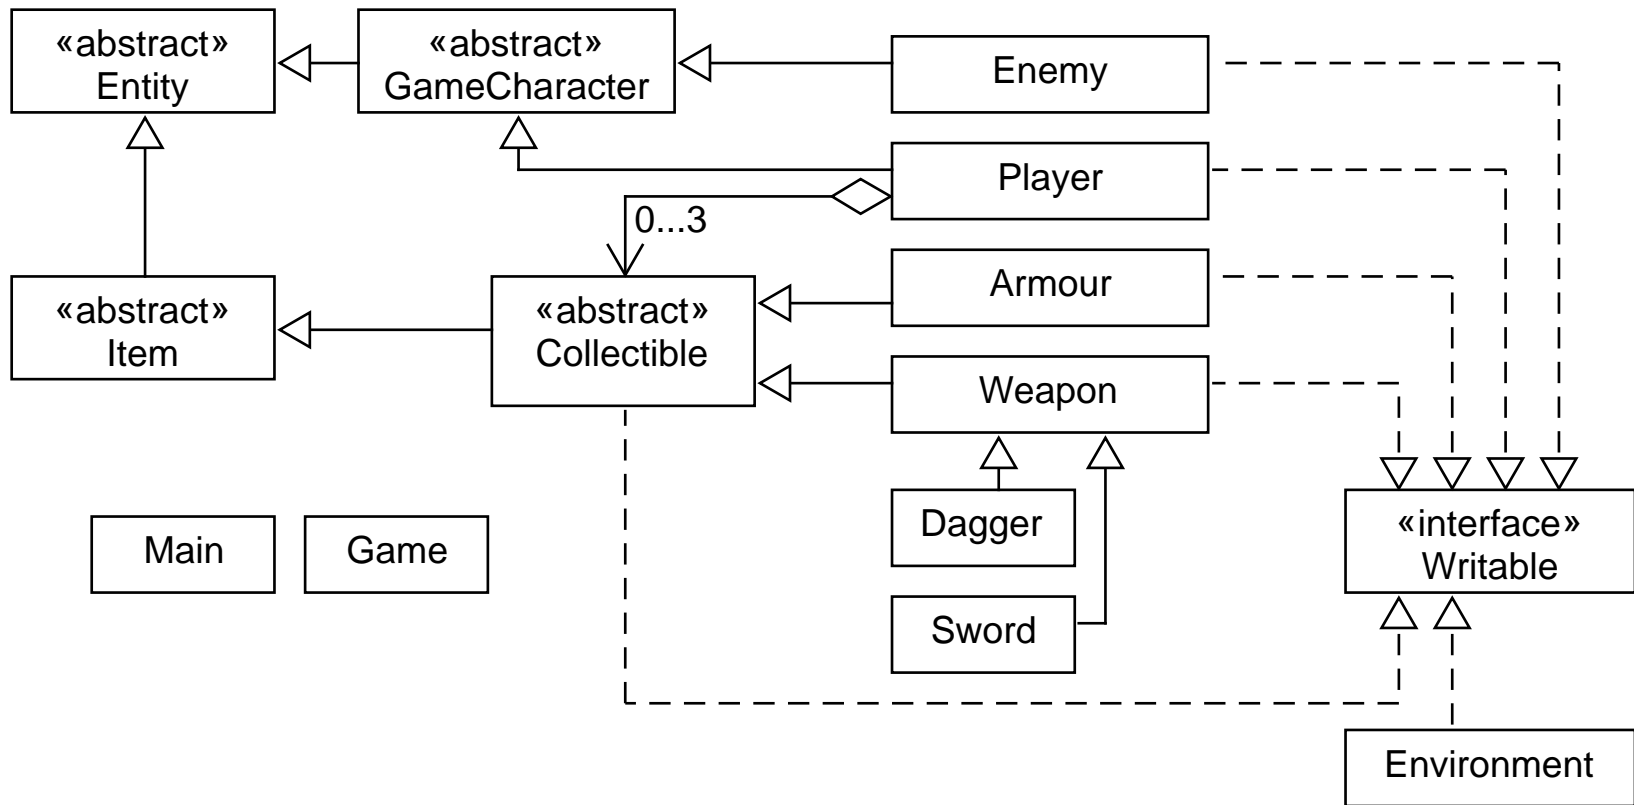 «abstract»
Entity
«abstract»
GameCharacter
Enemy
Player
0...3
«abstract»
Item
«abstract»
Collectible
Armour
Weapon
Main
Game
Dagger
Sword
«interface»
Writable
Environment